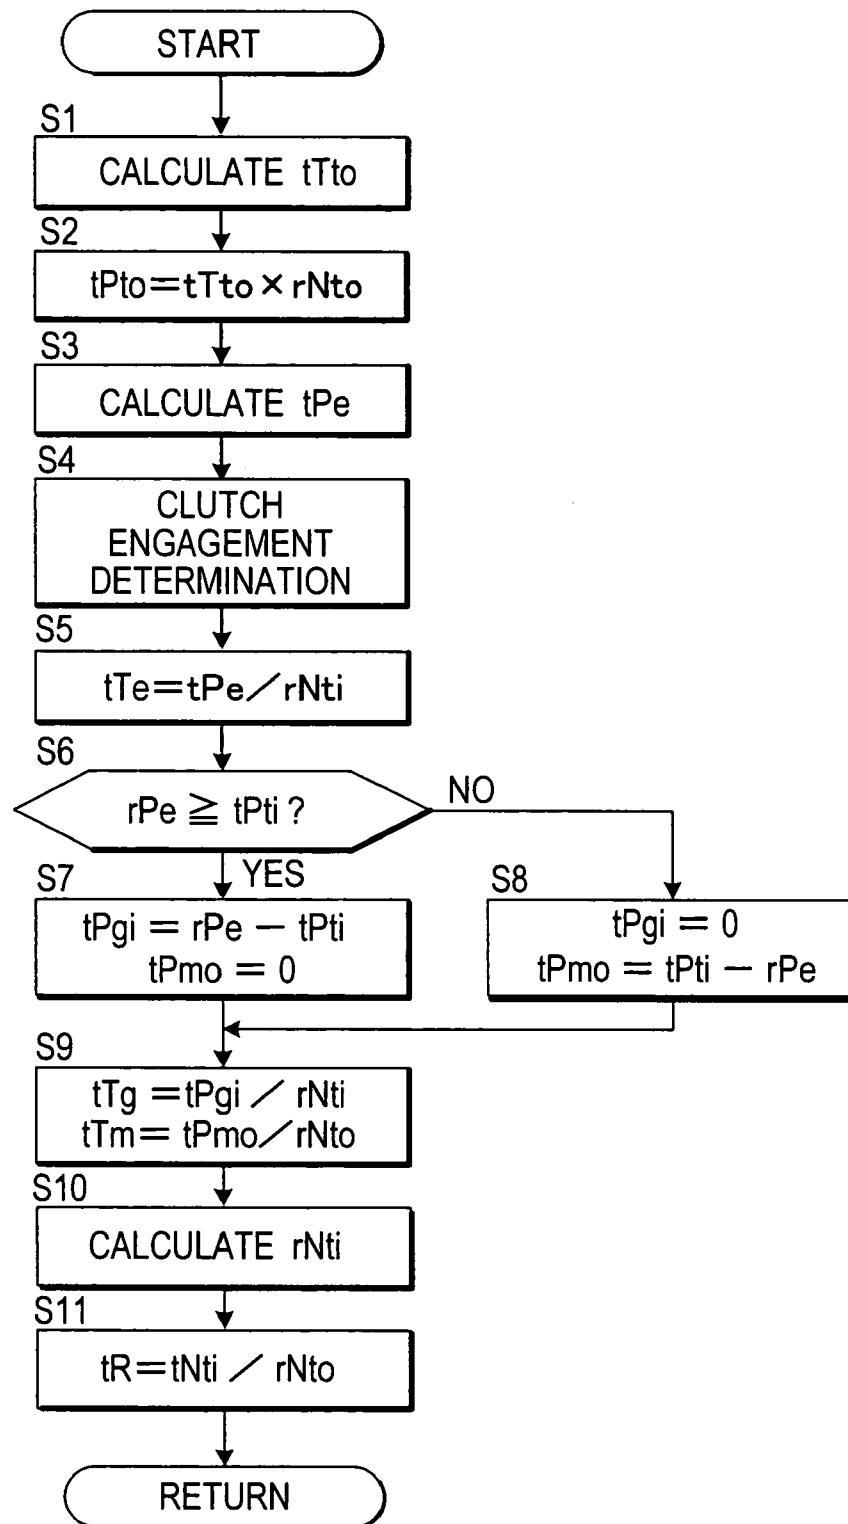 START
S1
CALCULATE tTto
S2
tPto=tTto×rNto
S3
CALCULATE tPe
S4
CLUTCH
ENGAGEMENT
DETERMINATION
S5
tTe=tPe/rNti
S6
rPe ≧ tPti ?
NO
YES
S7
tPgi = rPe − tPti
tPmo = 0
S8
tPgi = 0
tPmo = tPti − rPe
S9
tTg =tPgi / rNti
tTm= tPmo/rNto
S10
CALCULATE rNti
S11
tR=tNti / rNto
RETURN